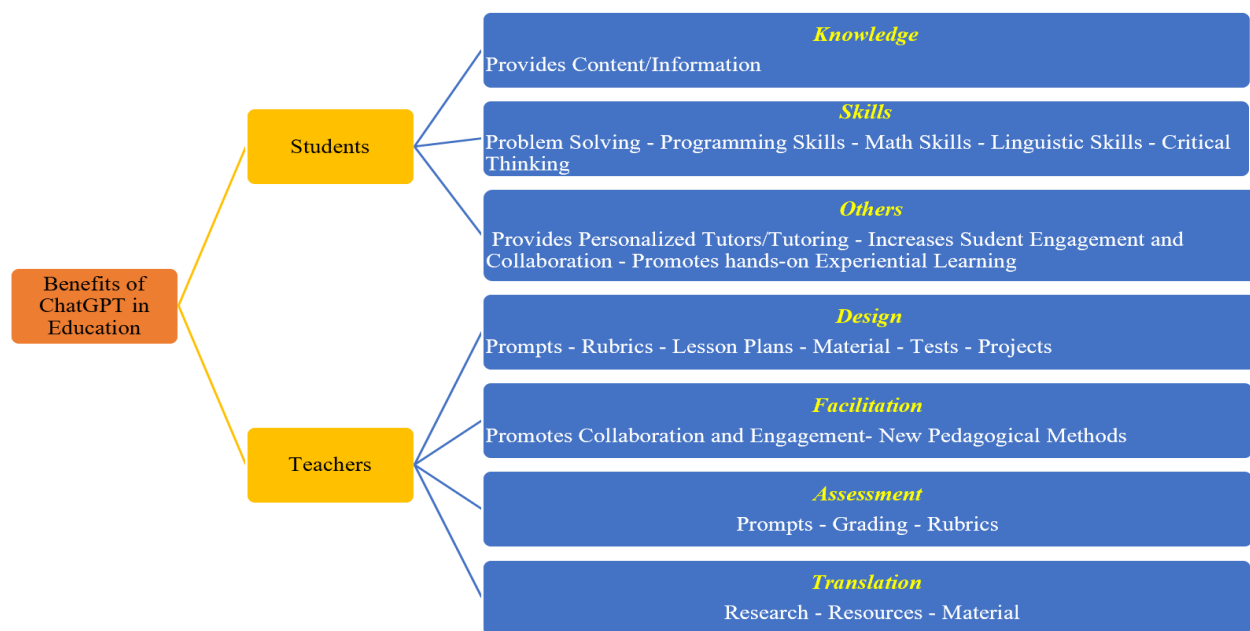 Benefits of
ChatGPT in
Education
Students
Knowledge
Provides Content/Information
Skills
Problem Solving - Programming Skills - Math Skills - Linguistic Skills - Critical
Thinking
Others
Provides Personalized Tutors/Tutoring - Increases Sudent Engagement and
Collaboration - Promotes hands-on Experiential Learning
Teachers
Design
Prompts - Rubrics - Lesson Plans - Material - Tests - Projects
Facilitation
Promotes Collaboration and Engagement- New Pedagogical Methods
Assessment
Prompts - Grading - Rubrics
Translation
Research - Resources - Material